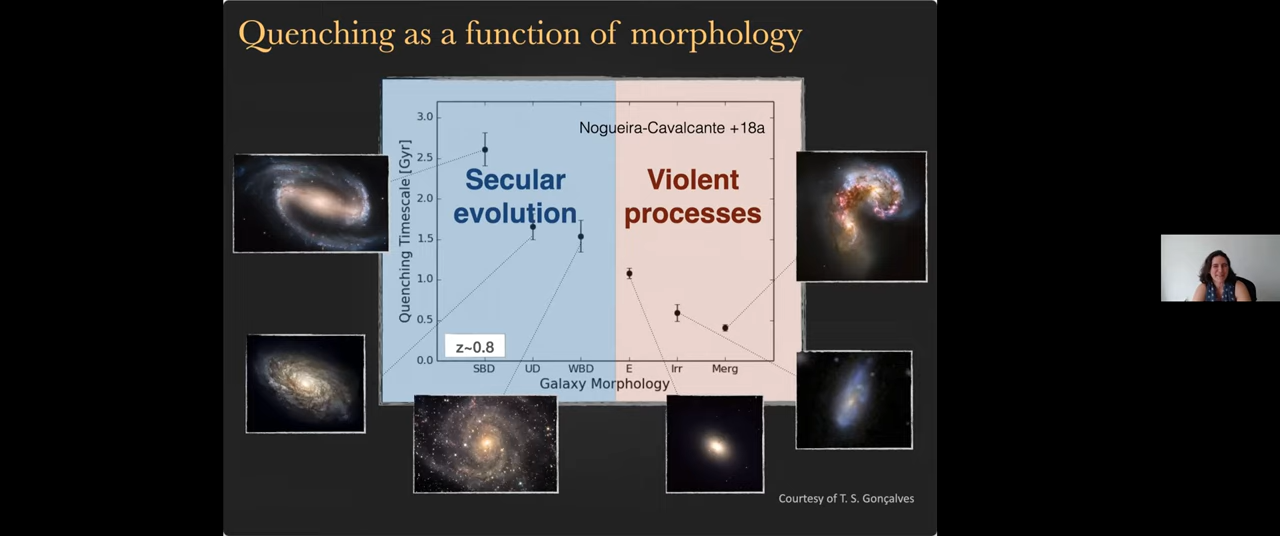 Quenching as a function of morphology
Nogueira-Cavalcante +18a
Secular
evolution
Violent
processes
Quenching Timescale [Gyr]
3.0
2.5
2.0
1.5
1.0
0.5
0.0
z~0.8
SBD UD WBD E Irr Merg
Galaxy Morphology
Courtesy of T. S. Gonçalves